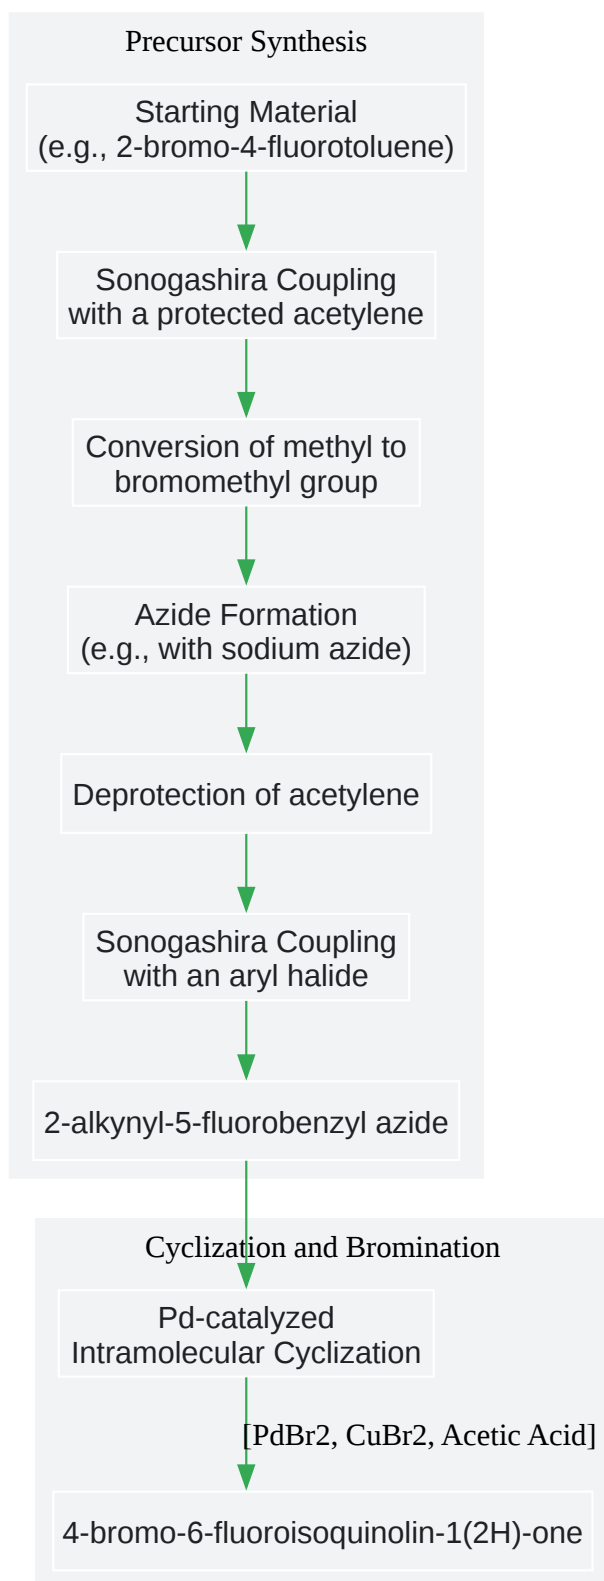 Precursor Synthesis
Starting Material
(e.g., 2-bromo-4-fluorotoluene)
Sonogashira Coupling
with a protected acetylene
Conversion of methyl to
bromomethyl group
Azide Formation
(e.g., with sodium azide)
Deprotection of acetylene
Sonogashira Coupling
with an aryl halide
2-alkynyl-5-fluorobenzyl azide
Cyclization and Bromination
Pd-catalyzed
Intramolecular Cyclization
[PdBr2, CuBr2, Acetic Acid]
4-bromo-6-fluoroisoquinolin-1(2H)-one